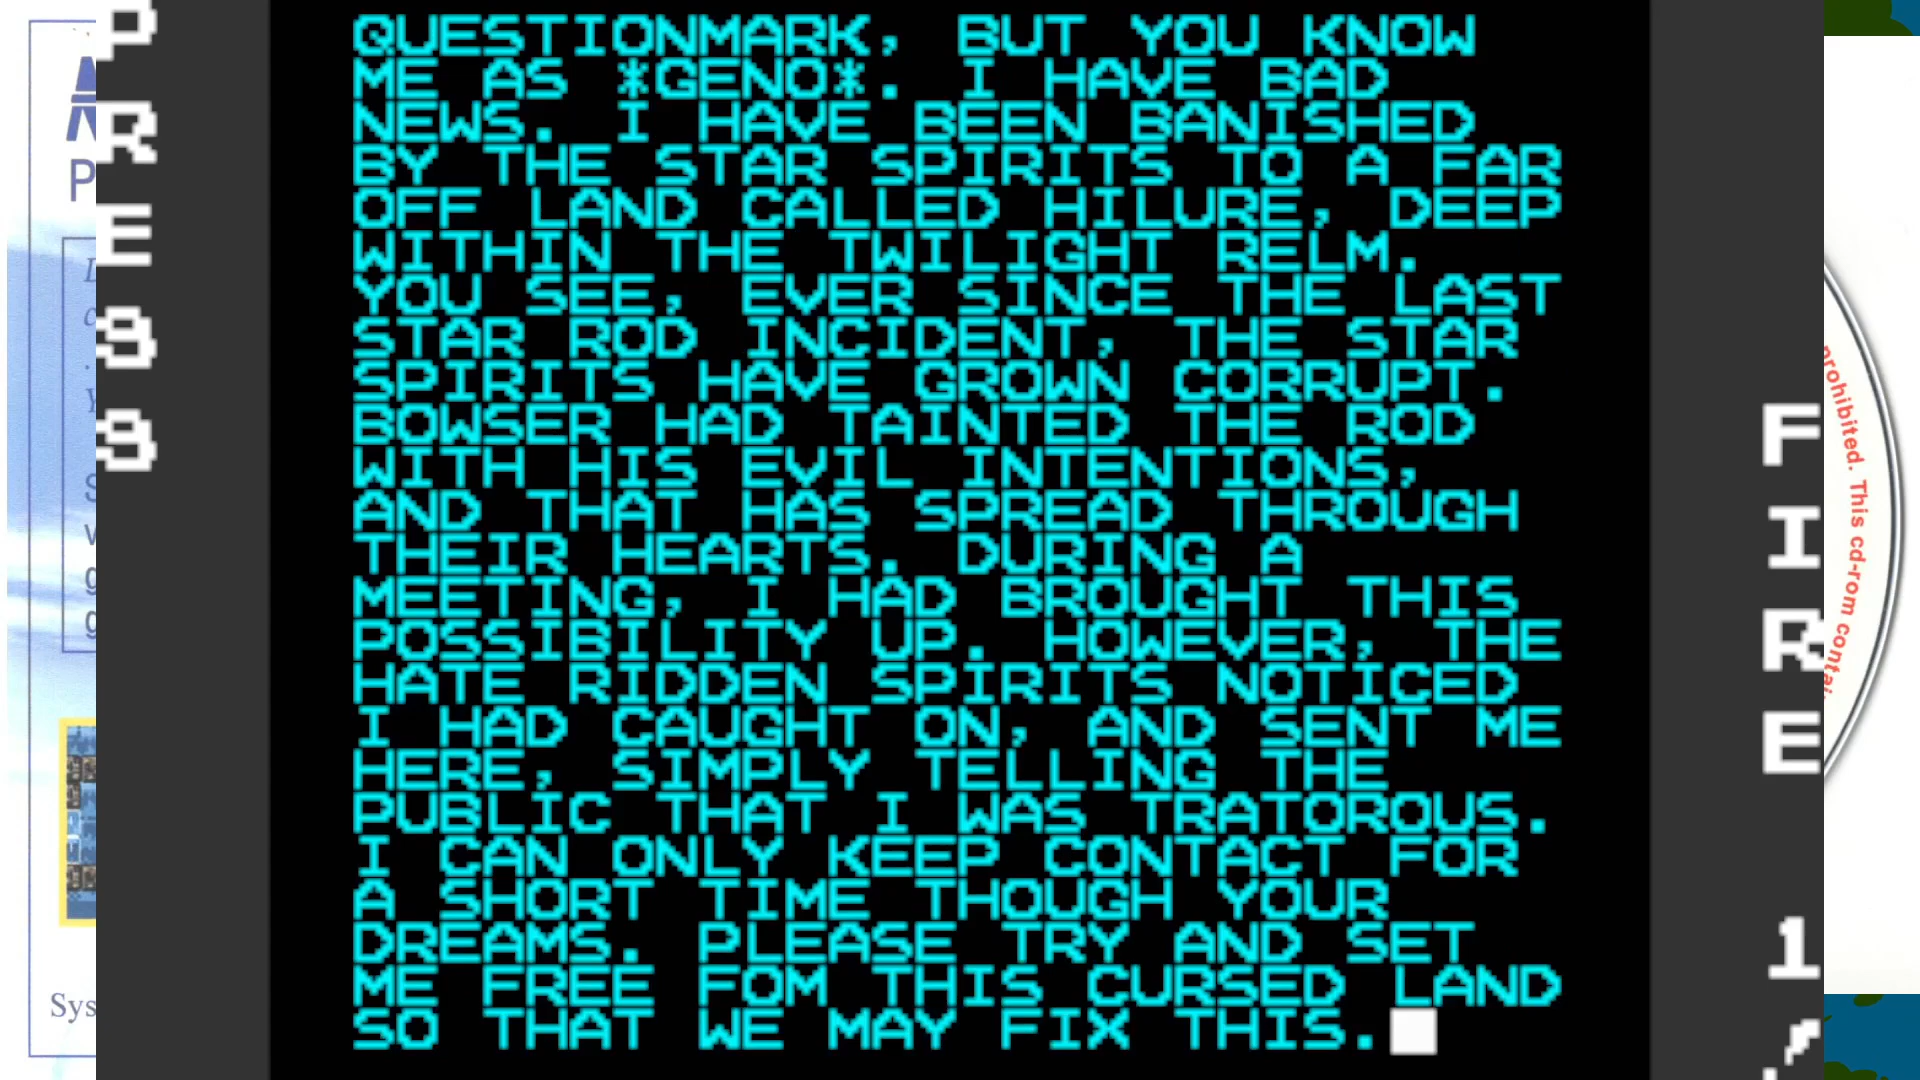 QUESTIONMARK, BUT YOU KNOW
ME AS *GENO*. I HAVE BAD
NEWS. I HAVE BEEN BANISHED
BY THE STAR SPIRITS TO A FAR
OFF LAND CALLED HILURE, DEEP
WITHIN THE TWILIGHT RELM.
YOU SEE, EVER SINCE THE LAST
STAR ROD INCIDENT, THE STAR
SPIRITS HAVE GROWN CORRUPT.
BOWSER HAD TAINTED THE ROD
WITH HIS EVIL INTENTIONS,
AND THAT HAS SPREAD THROUGH
THEIR HEARTS. DURING A
MEETING, I HAD BROUGHT THIS
POSSIBILITY UP. HOWEVER, THE
HATE RIDDEN SPIRITS NOTICED
I HAD CAUGHT ON, AND SENT ME
HERE, SIMPLY TELLING THE
PUBLIC THAT I WAS TRATOROUS.
I CAN ONLY KEEP CONTACT FOR
A SHORT TIME THOUGH YOUR
DREAMS. PLEASE TRY AND SET
ME FREE FOM THIS CURSED LAND
SO THAT WE MAY FIX THIS.
PRE99
FIRE 1
prohibited. This cd-rom
Sys